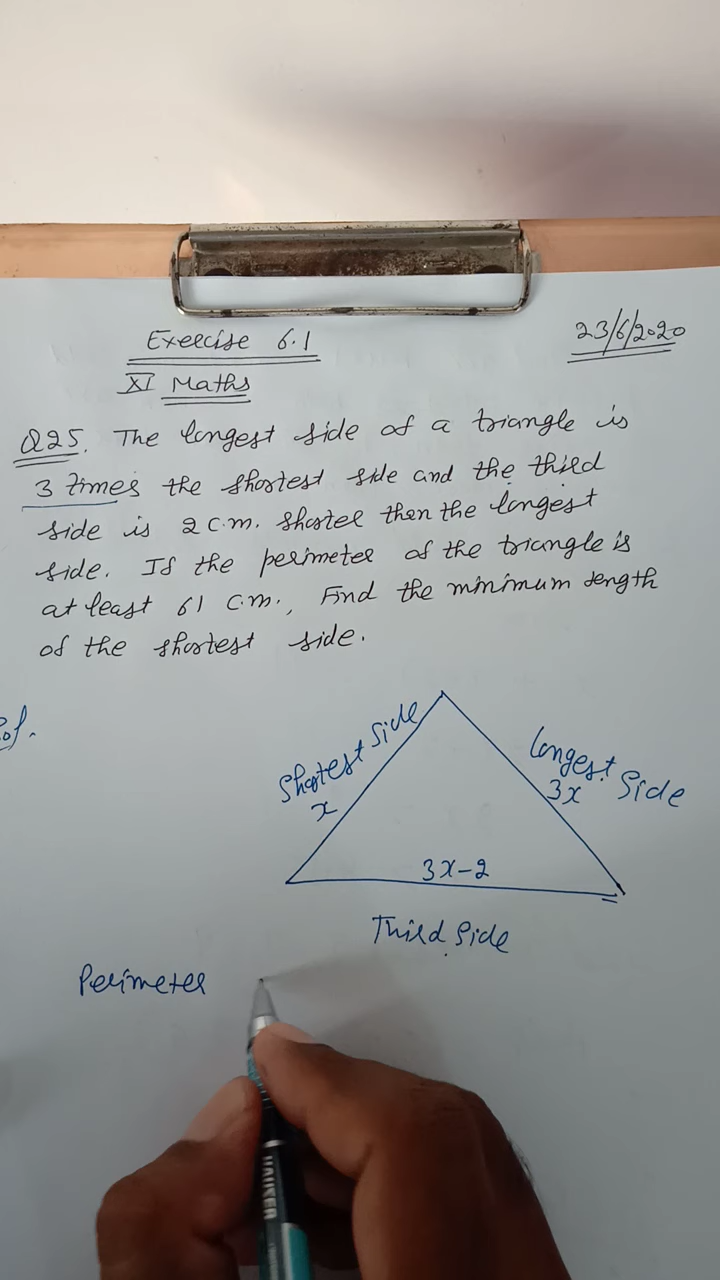 Exercise 6.1
23/6/2020
XI Maths
Q25. The longest side of a triangle is
3 times the shortest side and the third
side is 2 c.m. shorter then the longest
side. If the perimeter of the triangle is
at least 61 c.m., Find the minimum length
of the shortest side.
Sol.
Shortest Side
x
Longest Side
3x
3x-2
Third Side
Perimeter
HAUSER